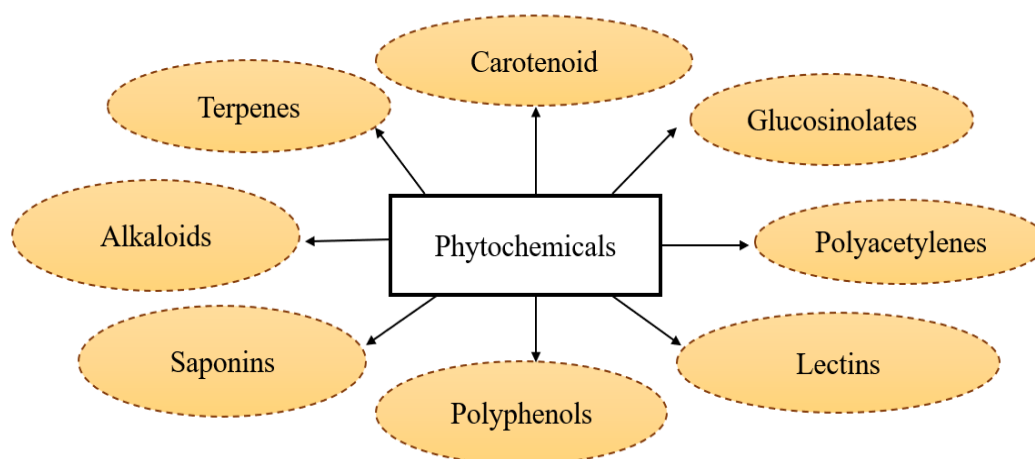 Carotenoid
Terpenes
Glucosinolates
Alkaloids
Phytochemicals
Polyacetylenes
Saponins
Lectins
Polyphenols